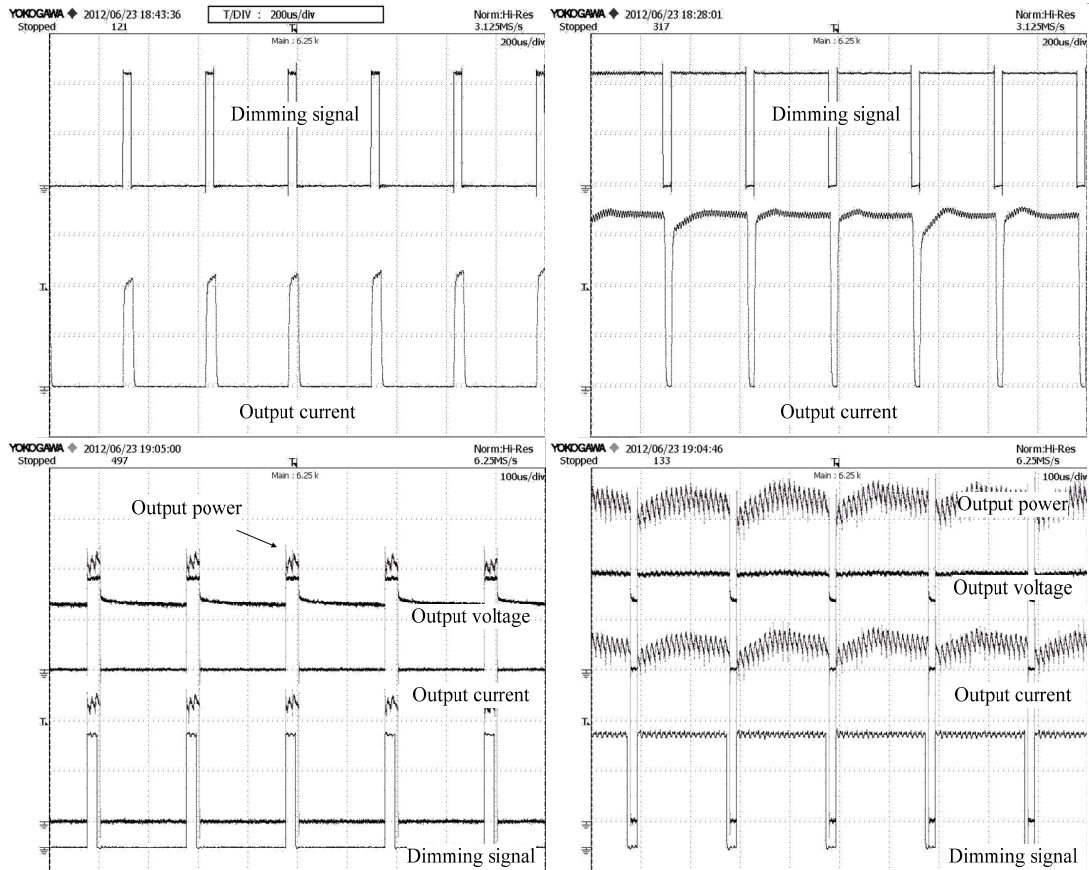 YOKOGAWA 2012/06/23 18:43:36
T/DIV : 200us/div
Norm:Hi-Res
Stopped 121 3.125MS/s
Main : 6.25 k 200us/div
Dimming signal
Output current
YOKOGAWA 2012/06/23 18:28:01 Norm:Hi-Res
Stopped 317 3.125MS/s
Main : 6.25 k 200us/div
Dimming signal
Output current
YOKOGAWA 2012/06/23 19:05:00 Norm:Hi-Res
Stopped 497 6.25MS/s
Main : 6.25 k 100us/div
Output power
Output voltage
Output current
Dimming signal
YOKOGAWA 2012/06/23 19:04:46 Norm:Hi-Res
Stopped 133 6.25MS/s
Main : 6.25 k 100us/div
Output power
Output voltage
Output current
Dimming signal